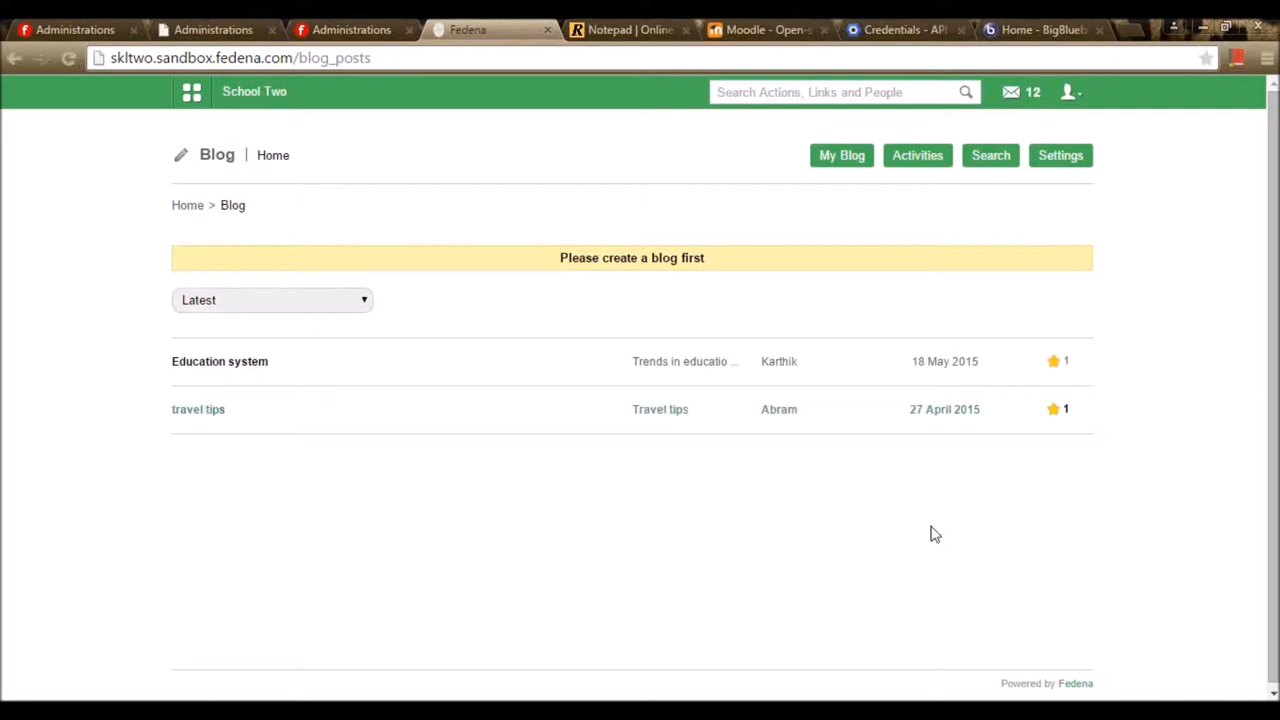 Administrations
Administrations
Administrations
Fedena
Notepad | Online
Moodle - Open-s
Credentials - API
Home - BigBlueb
skltwo.sandbox.fedena.com/blog_posts
School Two
Search Actions, Links and People
12
Blog | Home
My Blog
Activities
Search
Settings
Home > Blog
Please create a blog first
Latest
Education system Trends in educatio ... Karthik 18 May 2015 1
travel tips Travel tips Abram 27 April 2015 1
Powered by Fedena